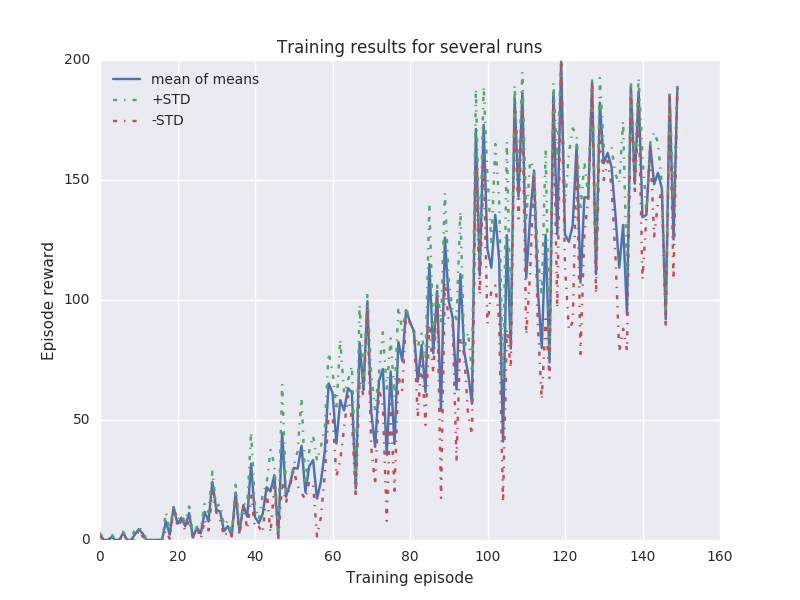 Training results for several runs
200
mean of means
+STD
-STD
150
100
50
0
Episode reward
0 20 40 60 80 100 120 140 160
Training episode